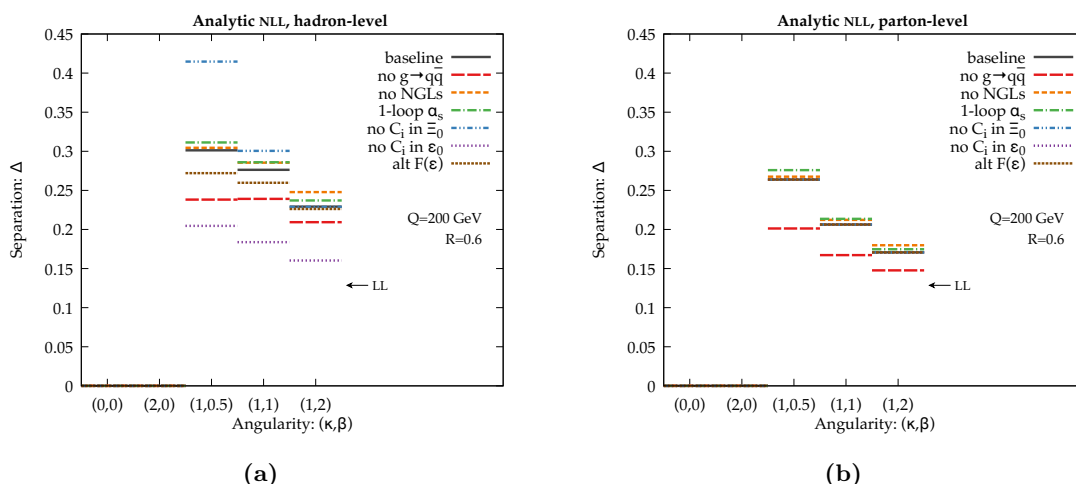 Analytic NLL, hadron-level
Separation: Δ
0.45
0.4
0.35
0.3
0.25
0.2
0.15
0.1
0.05
0
baseline
no g→qq̅
no NGLs
1-loop αs
no Ci in Ξ̅0
no Ci in ε0
alt F(ε)
Q=200 GeV
R=0.6
LL
(0,0) (2,0) (1,0.5) (1,1) (1,2)
Angularity: (κ,β)
(a)
Analytic NLL, parton-level
Separation: Δ
0.45
0.4
0.35
0.3
0.25
0.2
0.15
0.1
0.05
0
baseline
no g→qq̅
no NGLs
1-loop αs
no Ci in Ξ̅0
no Ci in ε0
alt F(ε)
Q=200 GeV
R=0.6
LL
(0,0) (2,0) (1,0.5) (1,1) (1,2)
Angularity: (κ,β)
(b)